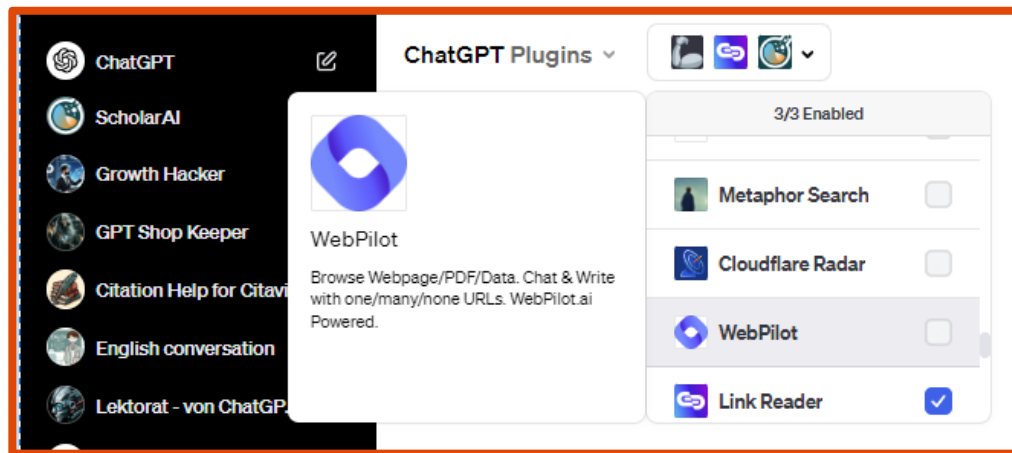 ChatGPT
ScholarAI
Growth Hacker
GPT Shop Keeper
Citation Help for Citavi
English conversation
Lektorat - von ChatGP...
ChatGPT Plugins
WebPilot
Browse Webpage/PDF/Data. Chat & Write
with one/many/none URLs. WebPilot.ai
Powered.
3/3 Enabled
Metaphor Search
Cloudflare Radar
WebPilot
Link Reader